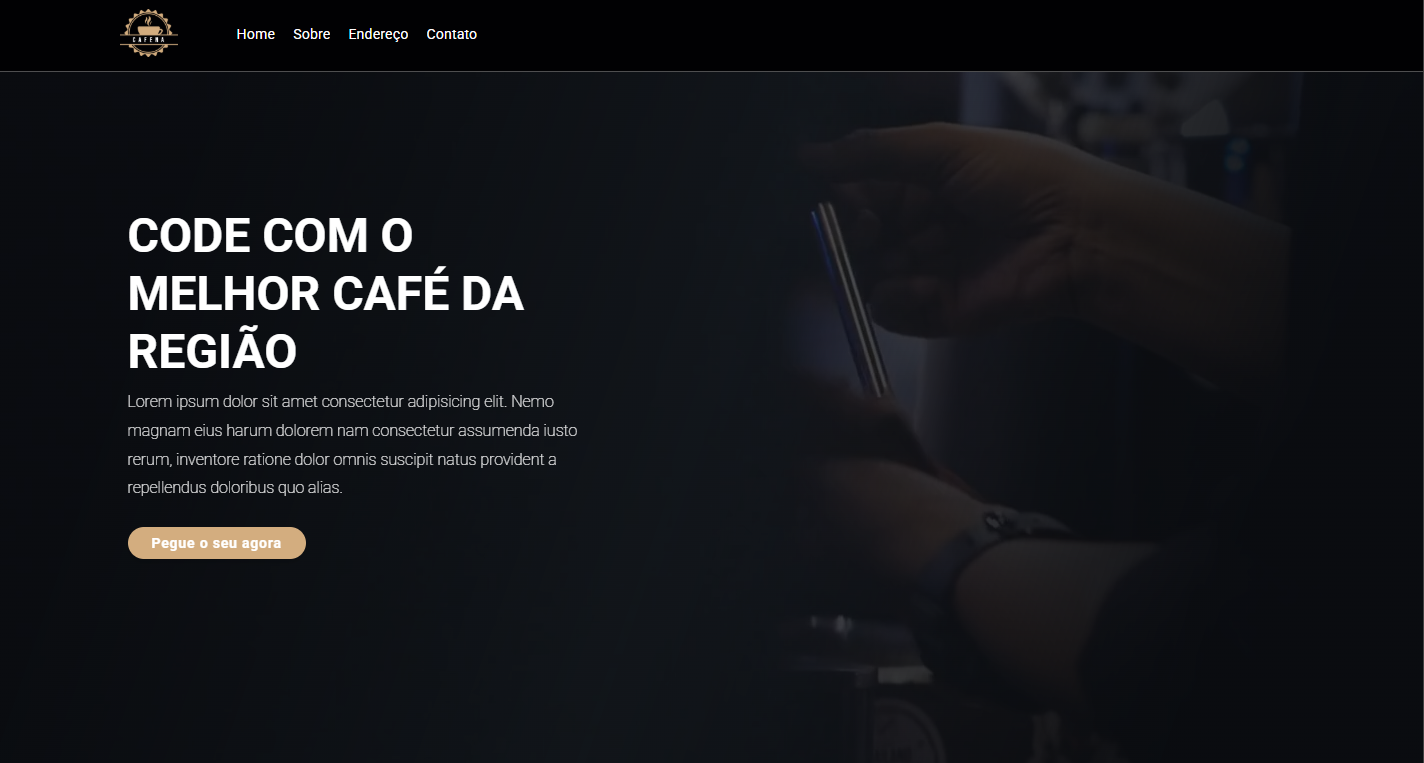 CAFENA
Home Sobre Endereço Contato
CODE COM O
MELHOR CAFÉ DA
REGIÃO
Lorem ipsum dolor sit amet consectetur adipisicing elit. Nemo
magnam eius harum dolorem nam consectetur assumenda iusto
rerum, inventore ratione dolor omnis suscipit natus provident a
repellendus doloribus quo alias.
Pegue o seu agora